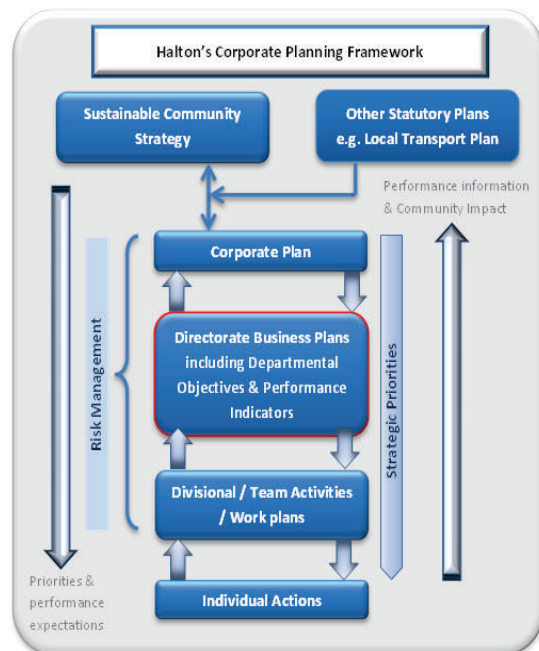 Halton's Corporate Planning Framework
Sustainable Community
Strategy
Other Statutory Plans
e.g. Local Transport Plan
Performance information
& Community Impact
Corporate Plan
Directorate Business Plans
including Departmental
Objectives & Performance
Indicators
Risk Management
Strategic Priorities
Divisional / Team Activities
/ Work plans
Priorities &
performance
expectations
Individual Actions